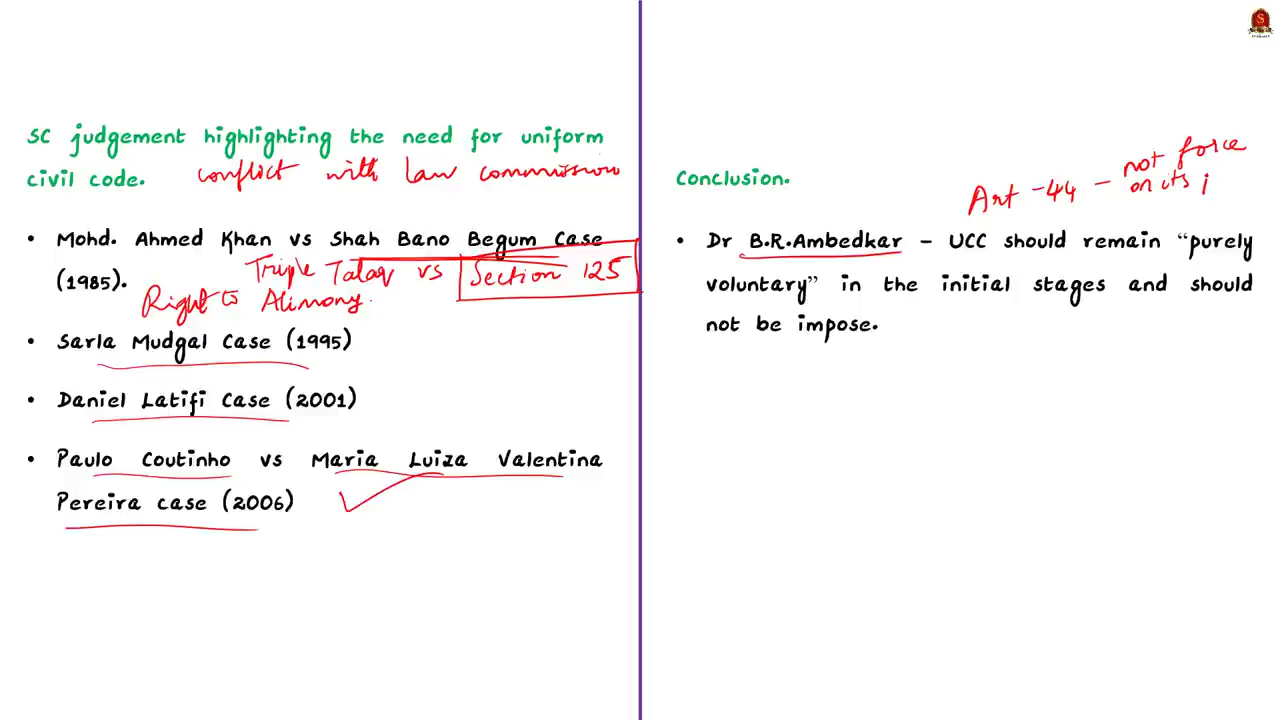 SC judgement highlighting the need for uniform
civil code. conflict with law commission
• Mohd. Ahmed Khan vs Shah Bano Begum Case
(1985). Triple Talaq vs Section 125
Right to Alimony.
• Sarla Mudgal Case (1995)
• Daniel Latifi Case (2001)
• Paulo Coutinho vs Maria Luiza Valentina
Pereira case (2006)
not force
Conclusion. Art - 44 - on its i
• Dr B.R.Ambedkar - UCC should remain “purely
voluntary” in the initial stages and should
not be impose.